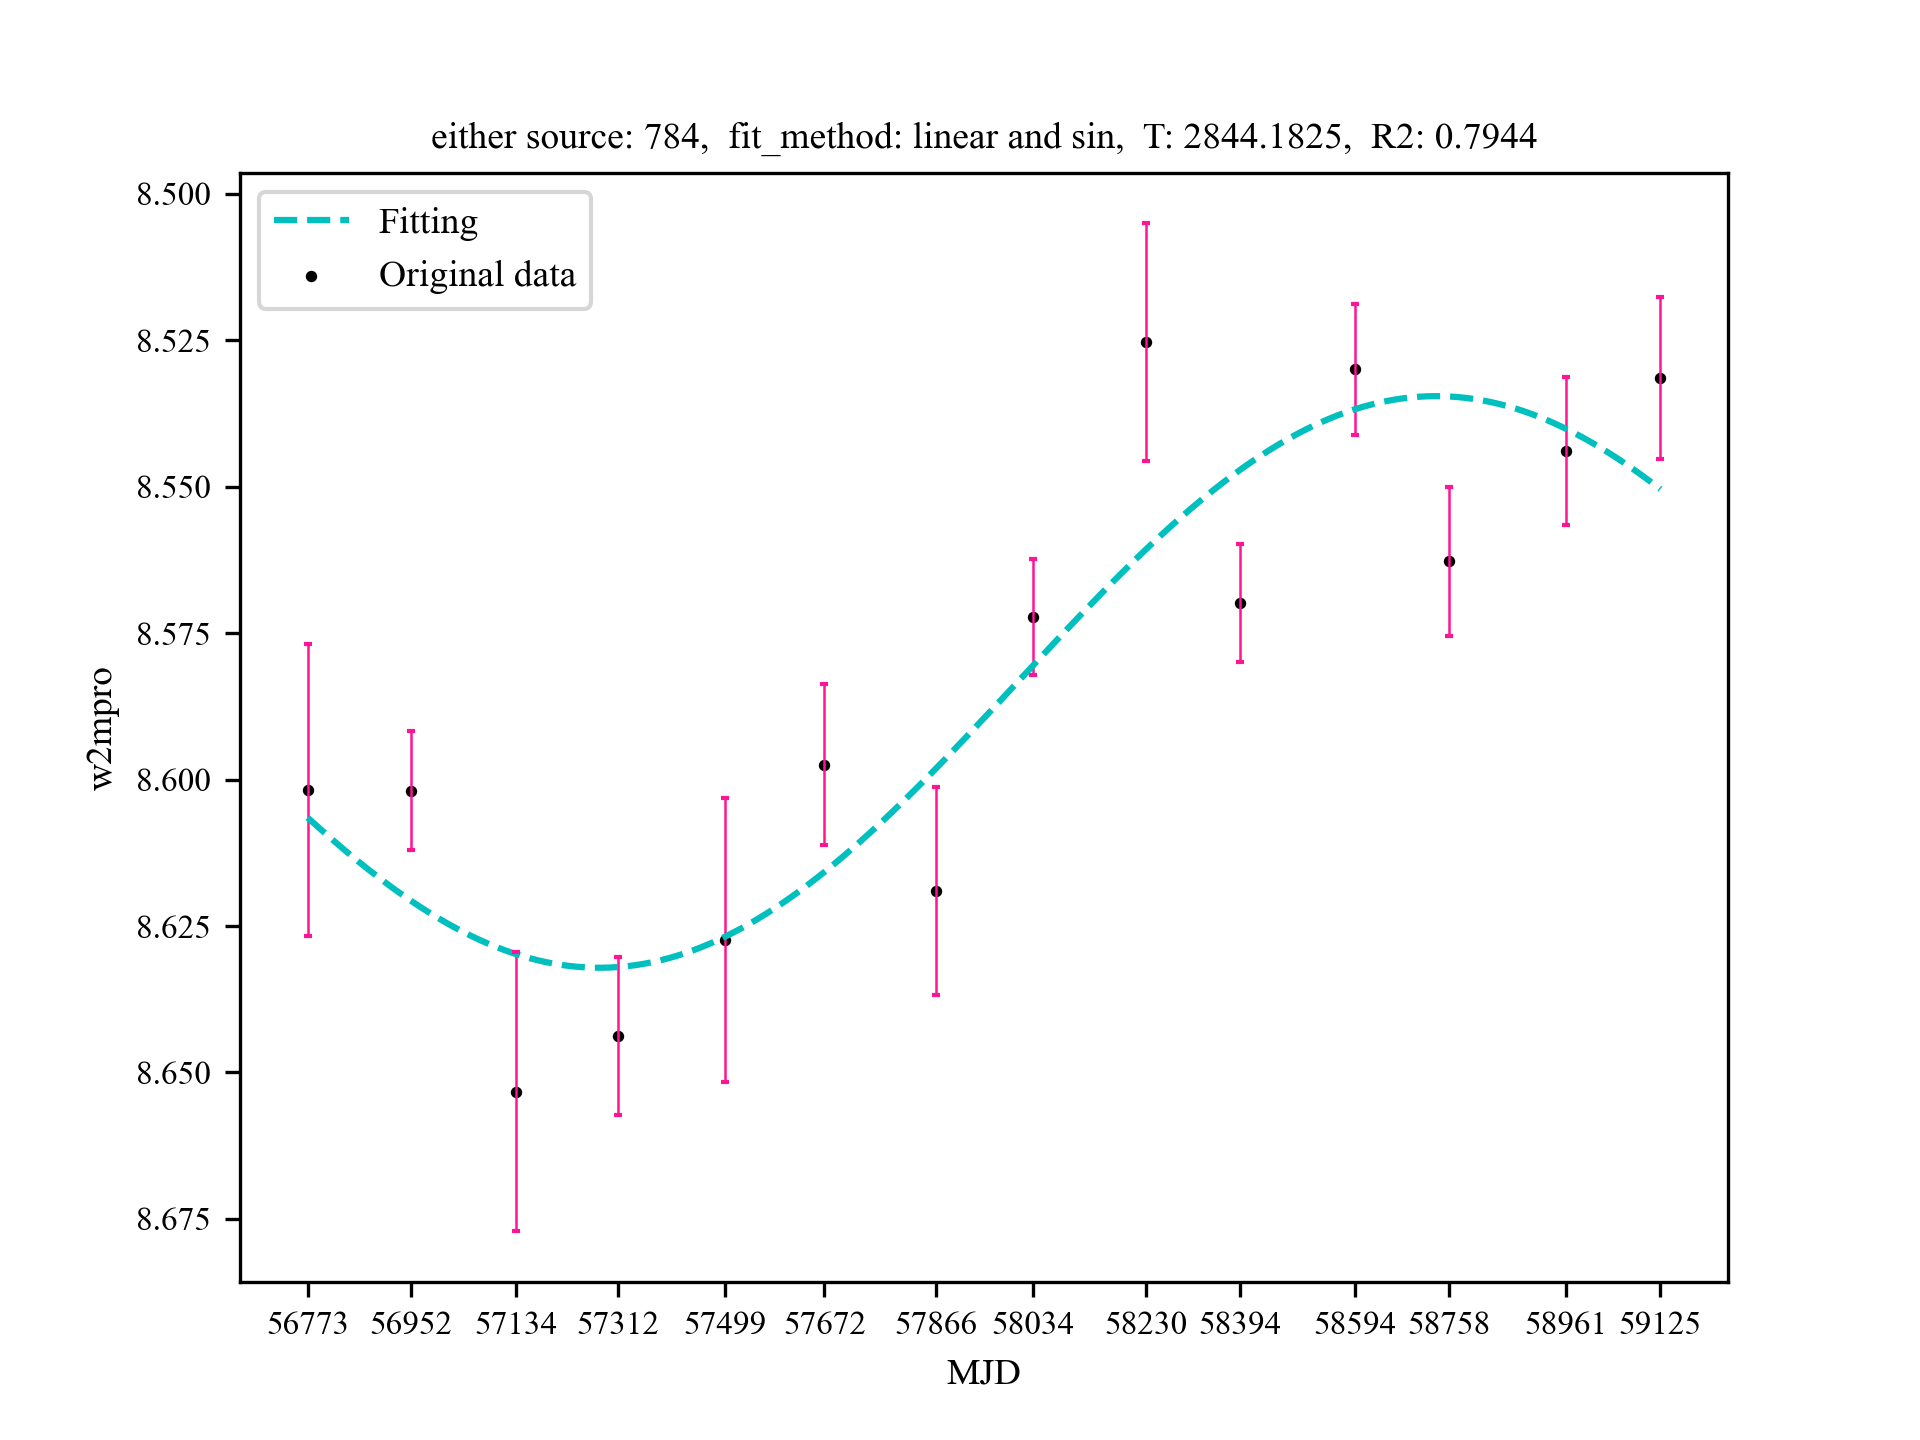 either source: 784,  fit_method: linear and sin,  T: 2844.1825,  R2: 0.7944
Fitting
Original data
8.500
8.525
8.550
8.575
8.600
8.625
8.650
8.675
w2mpro
56773 56952 57134 57312 57499 57672 57866 58034 58230 58394 58594 58758 58961 59125
MJD